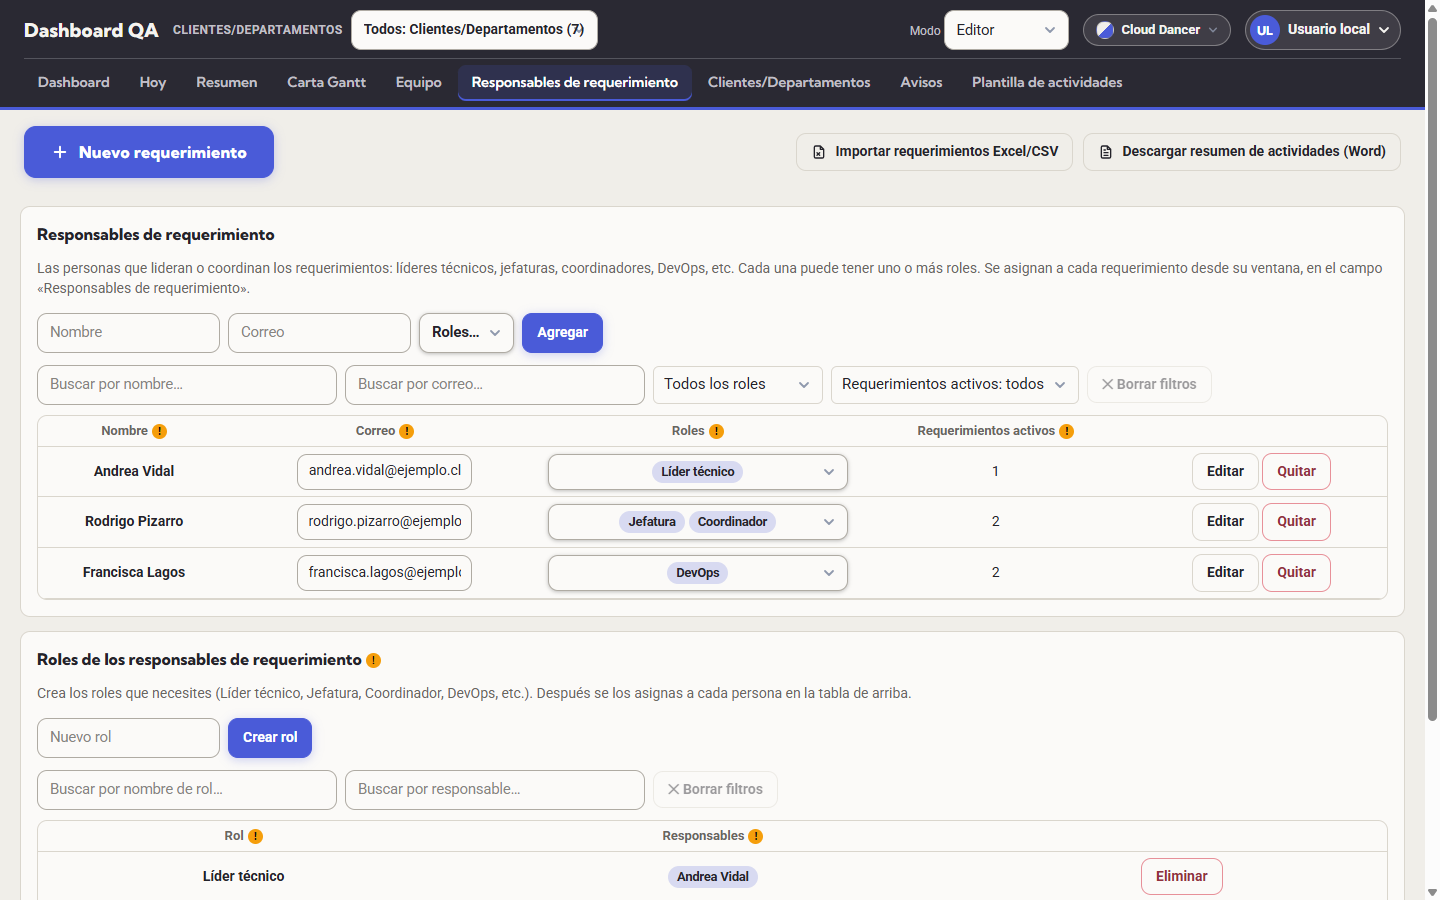 Dashboard QA CLIENTES/DEPARTAMENTOS Todos: Clientes/Departamentos (7) Modo Editor Cloud Dancer UL Usuario local
Dashboard Hoy Resumen Carta Gantt Equipo Responsables de requerimiento Clientes/Departamentos Avisos Plantilla de actividades
+ Nuevo requerimiento Importar requerimientos Excel/CSV Descargar resumen de actividades (Word)
Responsables de requerimiento
Las personas que lideran o coordinan los requerimientos: líderes técnicos, jefaturas, coordinadores, DevOps, etc. Cada una puede tener uno o más roles. Se asignan a cada requerimiento desde su ventana, en el campo
«Responsables de requerimiento».
Nombre Correo Roles... Agregar
Buscar por nombre... Buscar por correo... Todos los roles Requerimientos activos: todos Borrar filtros
Nombre ! Correo ! Roles ! Requerimientos activos !
Andrea Vidal andrea.vidal@ejemplo.cl Líder técnico 1 Editar Quitar
Rodrigo Pizarro rodrigo.pizarro@ejemplo Jefatura Coordinador 2 Editar Quitar
Francisca Lagos francisca.lagos@ejempl DevOps 2 Editar Quitar
Roles de los responsables de requerimiento !
Crea los roles que necesites (Líder técnico, Jefatura, Coordinador, DevOps, etc.). Después se los asignas a cada persona en la tabla de arriba.
Nuevo rol Crear rol
Buscar por nombre de rol... Buscar por responsable... Borrar filtros
Rol ! Responsables !
Líder técnico Andrea Vidal Eliminar